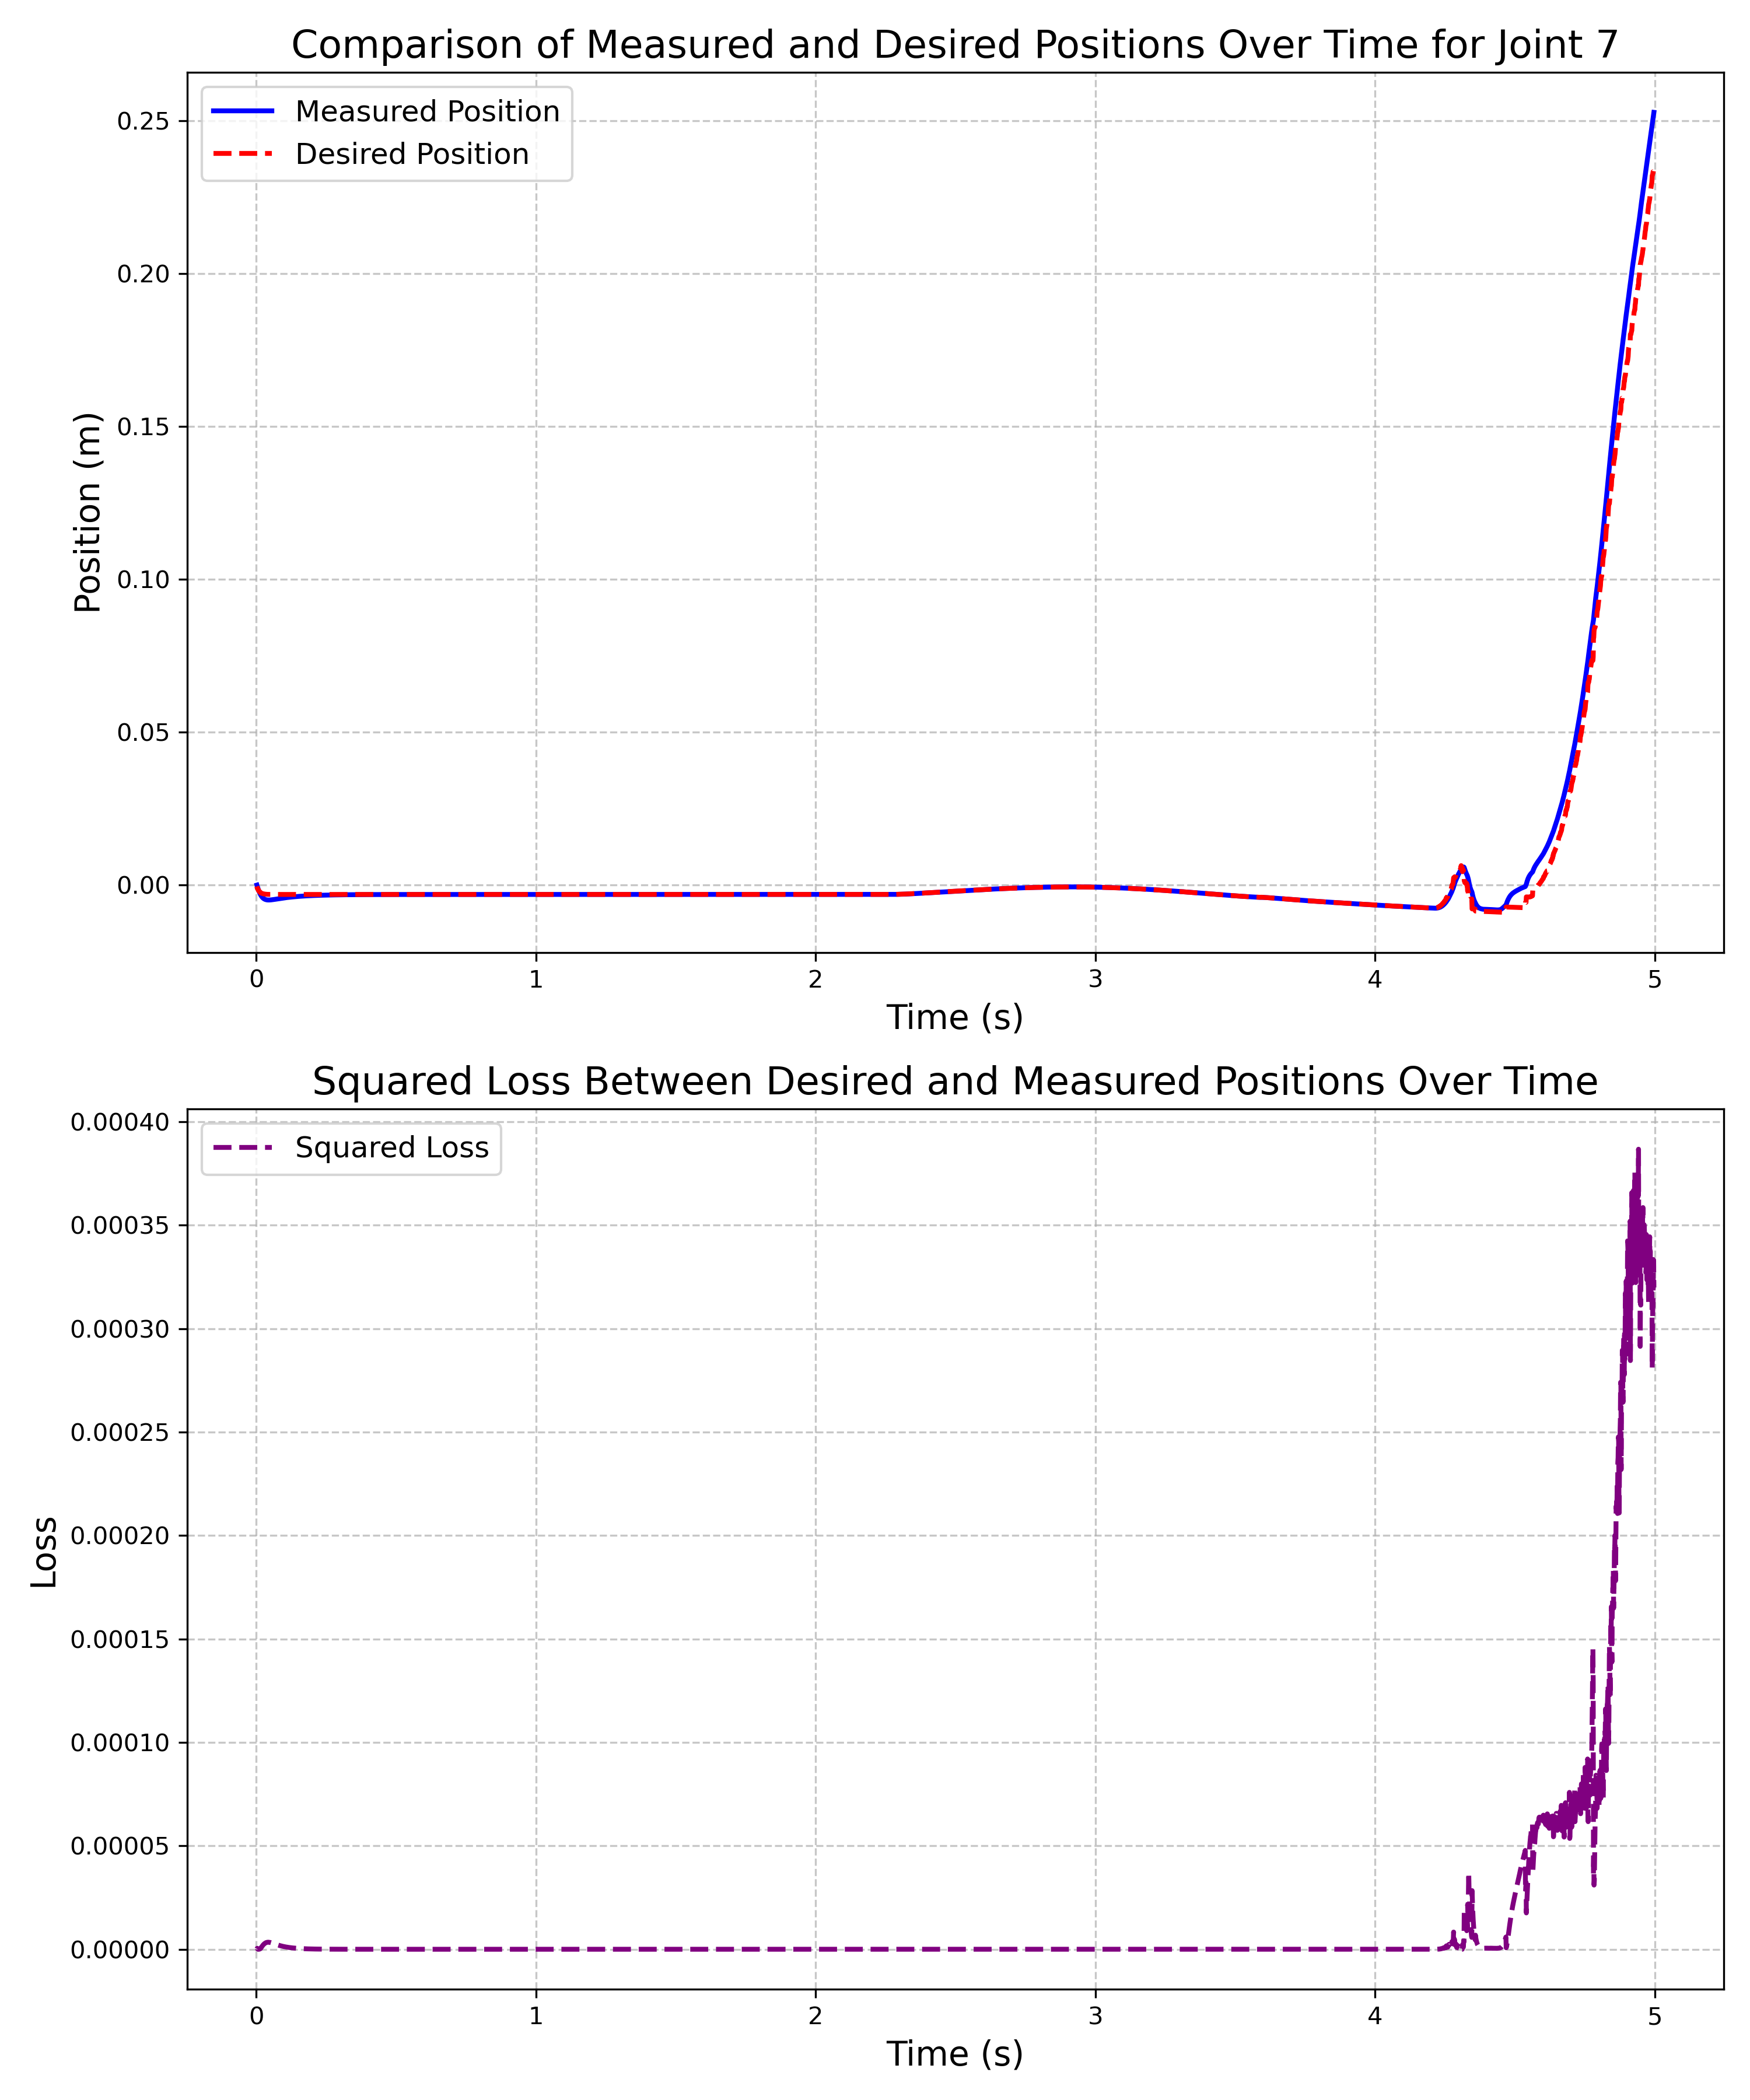 Comparison of Measured and Desired Positions Over Time for Joint 7
Measured Position
Desired Position
Position (m)
0.25
0.20
0.15
0.10
0.05
0.00
0 1 2 3 4 5
Time (s)
Squared Loss Between Desired and Measured Positions Over Time
Squared Loss
Loss
0.00040
0.00035
0.00030
0.00025
0.00020
0.00015
0.00010
0.00005
0.00000
0 1 2 3 4 5
Time (s)